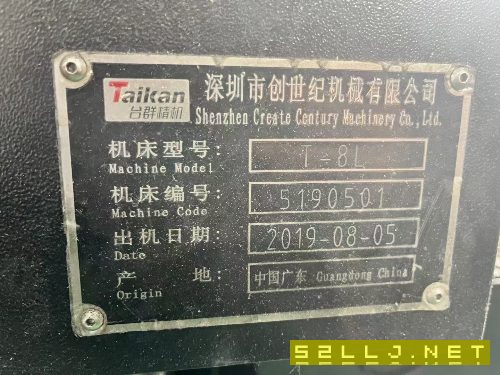 Taikan
台群精机
深圳市创世纪机械有限公司
Shenzhen Create Century Machinery Co., Ltd.
机床型号: T-8L
Machine Model
机床编号: 5190501
Machine Code
出机日期: 2019-08-05
Date
产 地: 中国广东 Guangdong China
Origin
52LLJ.NET